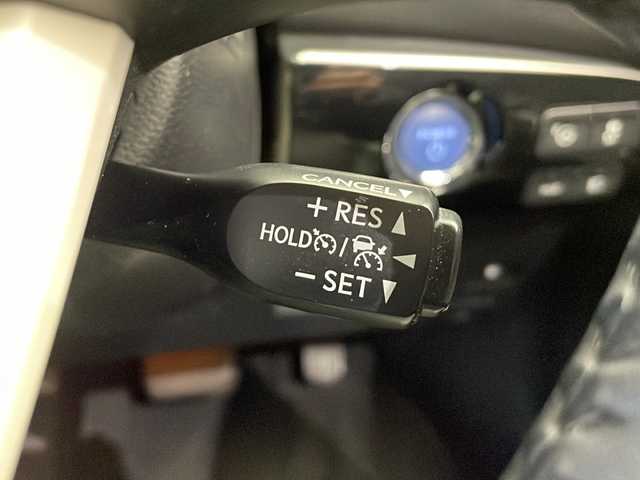 CANCEL▼
+ RES ▲
HOLD / ◀
− SET ▼